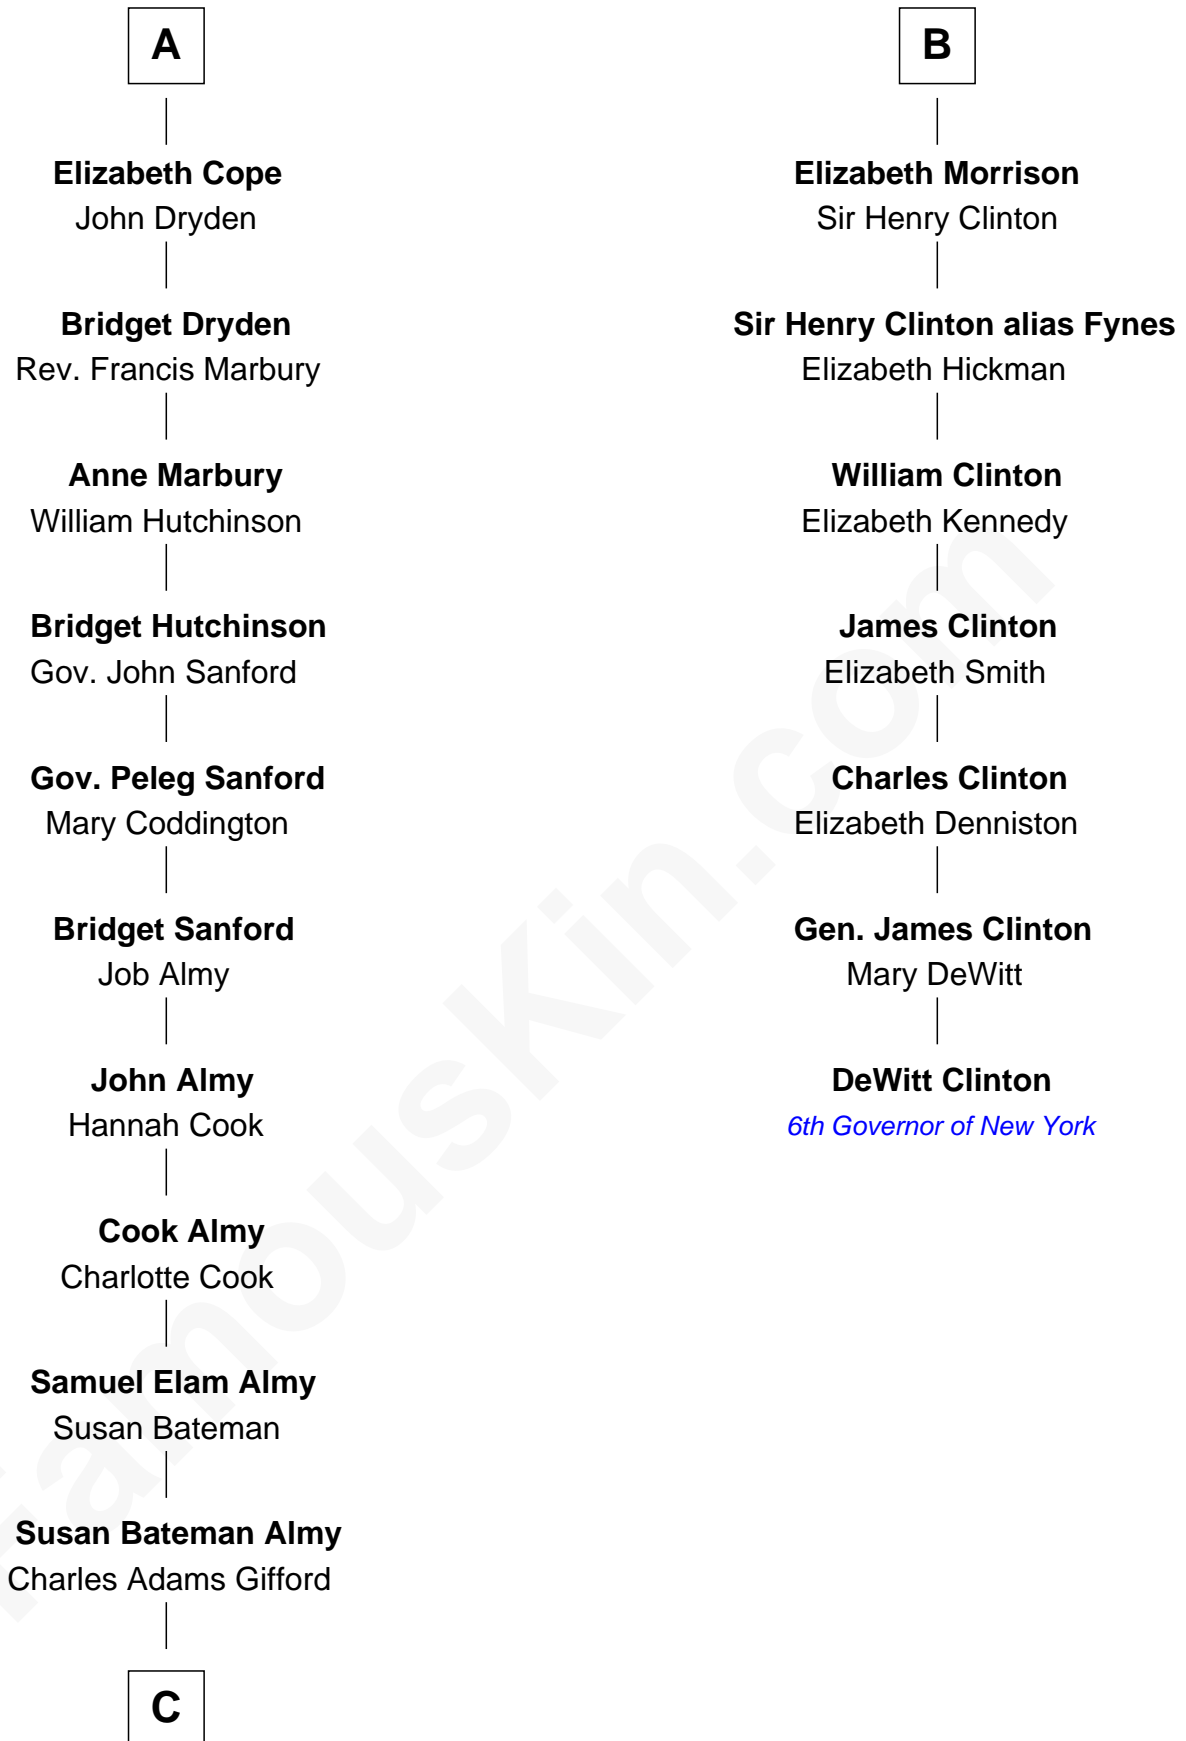 A
Elizabeth Cope
John Dryden
Bridget Dryden
Rev. Francis Marbury
Anne Marbury
William Hutchinson
Bridget Hutchinson
Gov. John Sanford
Gov. Peleg Sanford
Mary Coddington
Bridget Sanford
Job Almy
John Almy
Hannah Cook
Cook Almy
Charlotte Cook
Samuel Elam Almy
Susan Bateman
Susan Bateman Almy
Charles Adams Gifford
C
B
Elizabeth Morrison
Sir Henry Clinton
Sir Henry Clinton alias Fynes
Elizabeth Hickman
William Clinton
Elizabeth Kennedy
James Clinton
Elizabeth Smith
Charles Clinton
Elizabeth Denniston
Gen. James Clinton
Mary DeWitt
DeWitt Clinton
6th Governor of New York
FamousKin.com